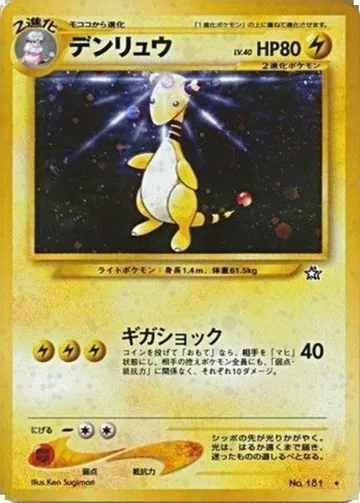 2進化
モココから進化
「1進化ポケモン」の上に重ねて進化させます。
デンリュウ
LV.40 HP80
2進化ポケモン
ライトポケモン:身長1.4m、体重61.5kg
ギガショック
コインを投げて「おもて」なら、相手を「マヒ」
状態にし、相手の控えポケモン全員にも、「弱点・
抵抗力」に関係なく、それぞれ10ダメージ。
40
にげる
弱点
抵抗力
シッポの先が光りかがやく。
光は、はるか遠くまで届き、
迷ったものの道しるべとなる。
Illus.Ken Sugimori
No. 181